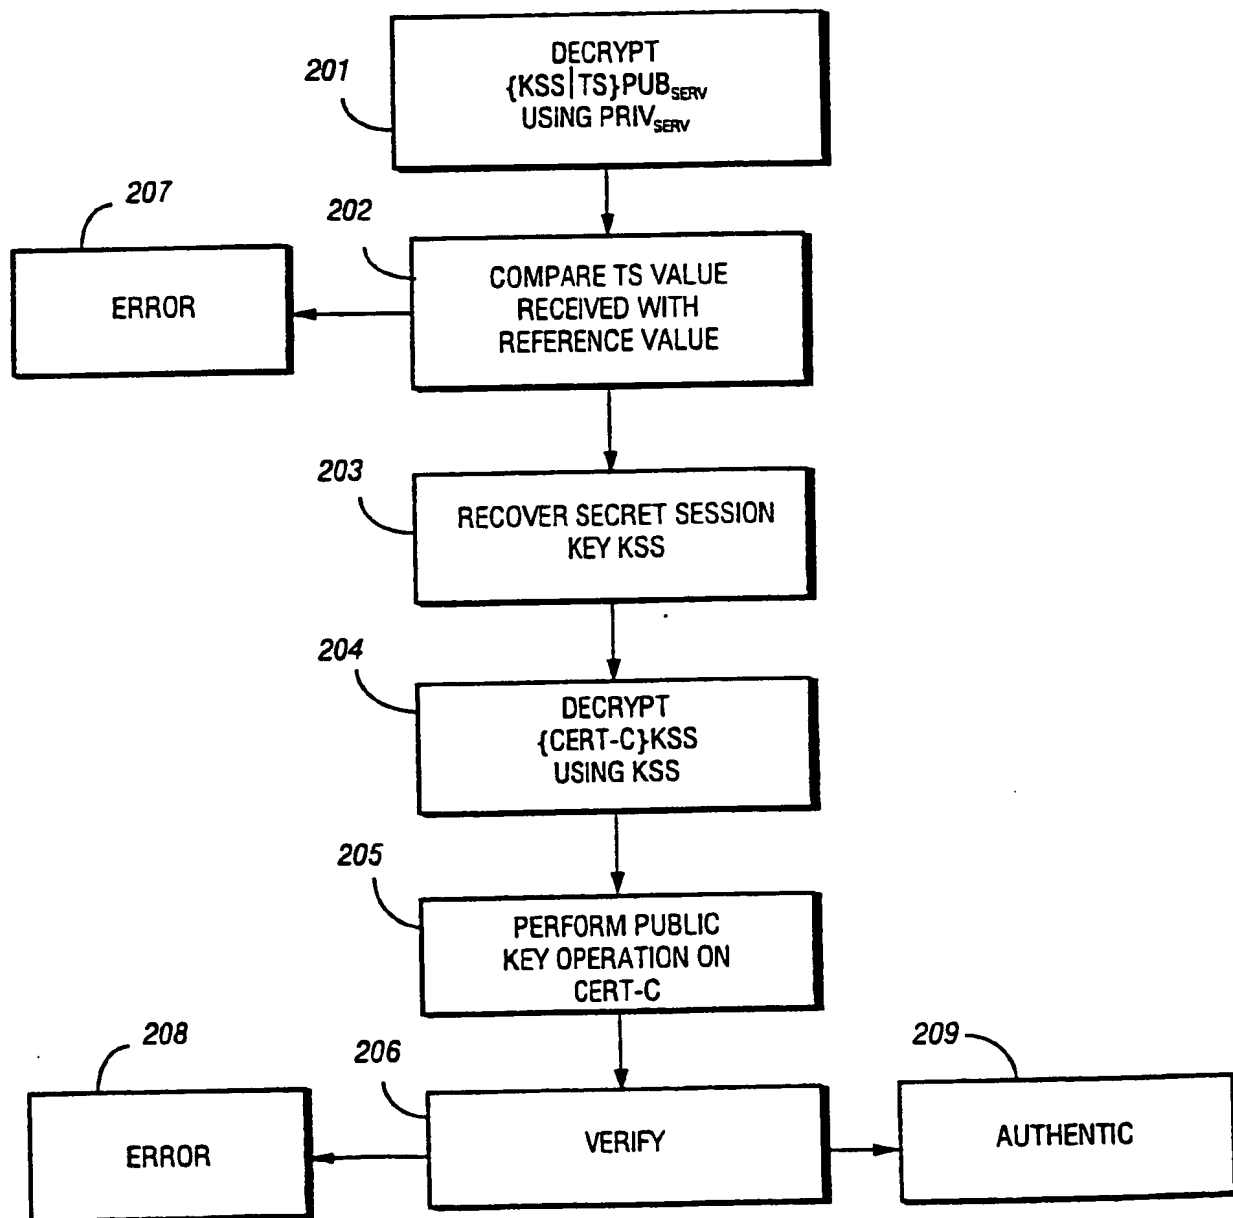 201
DECRYPT
{KSS|TS}PUB_SERV
USING PRIV_SERV
207
202
ERROR
COMPARE TS VALUE
RECEIVED WITH
REFERENCE VALUE
203
RECOVER SECRET SESSION
KEY KSS
204
DECRYPT
{CERT-C}KSS
USING KSS
205
PERFORM PUBLIC
KEY OPERATION ON
CERT-C
208
206
209
ERROR
VERIFY
AUTHENTIC